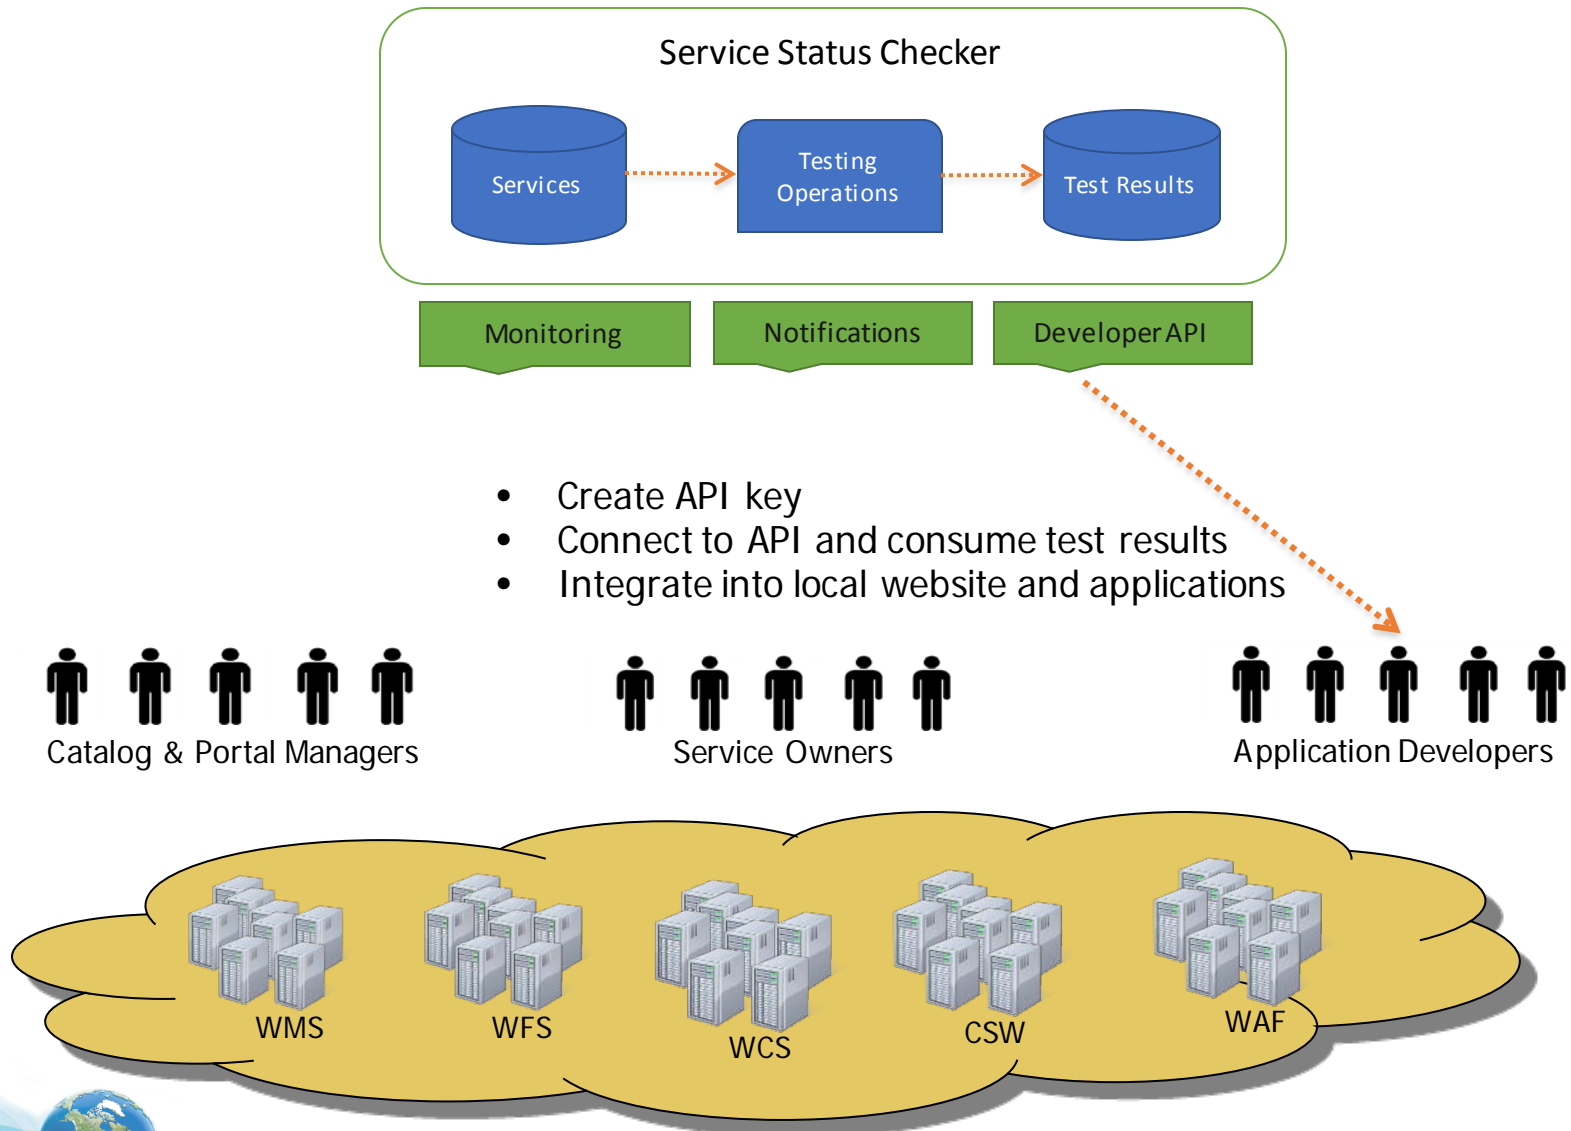 Service Status Checker
Services
Testing
Operations
Test Results
Monitoring
Notifications
Developer API
• Create API key
• Connect to API and consume test results
• Integrate into local website and applications
Catalog & Portal Managers
Service Owners
Application Developers
WMS
WFS
WCS
CSW
WAF